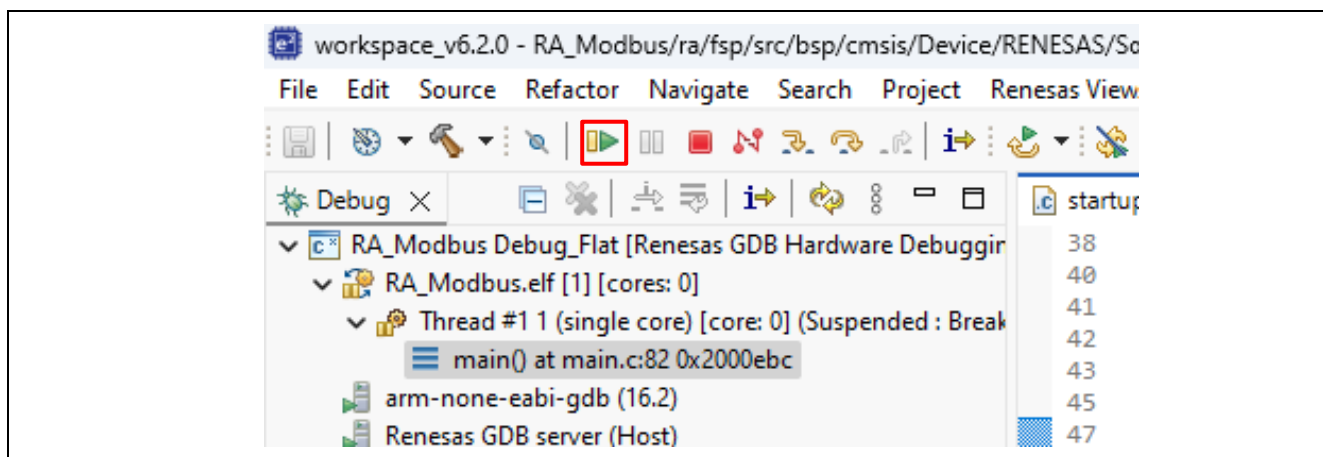 workspace_v6.2.0 - RA_Modbus/ra/fsp/src/bsp/cmsis/Device/RENESAS/So
File Edit Source Refactor Navigate Search Project Renesas View
Debug
startup
RA_Modbus Debug_Flat [Renesas GDB Hardware Debuggin
RA_Modbus.elf [1] [cores: 0]
Thread #1 1 (single core) [core: 0] (Suspended : Break
main() at main.c:82 0x2000ebc
arm-none-eabi-gdb (16.2)
Renesas GDB server (Host)
38
40
41
42
43
45
47